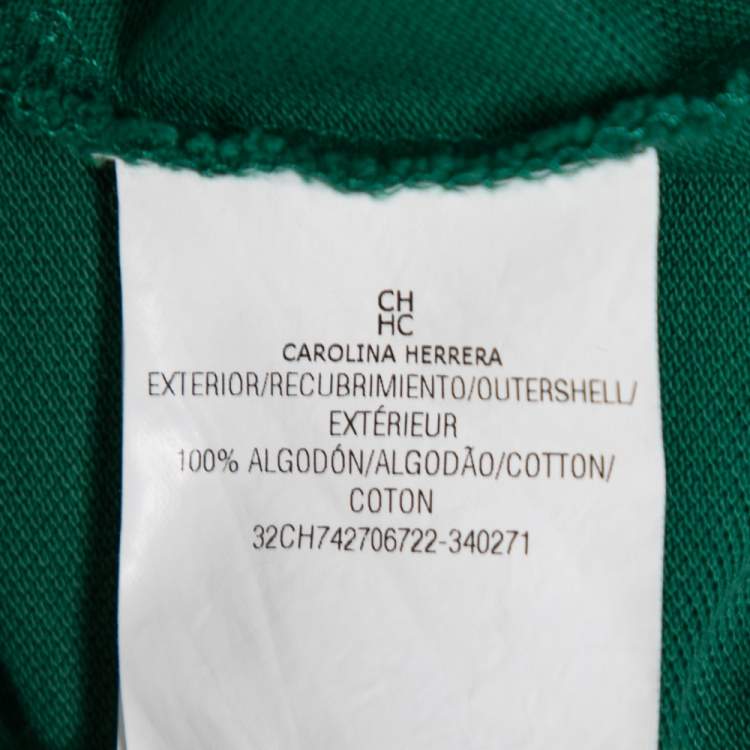 CH
HC
CAROLINA HERRERA
EXTERIOR/RECUBRIMIENTO/OUTERSHELL/
EXTÉRIEUR
100% ALGODÓN/ALGODÃO/COTTON/
COTON
32CH742706722-340271